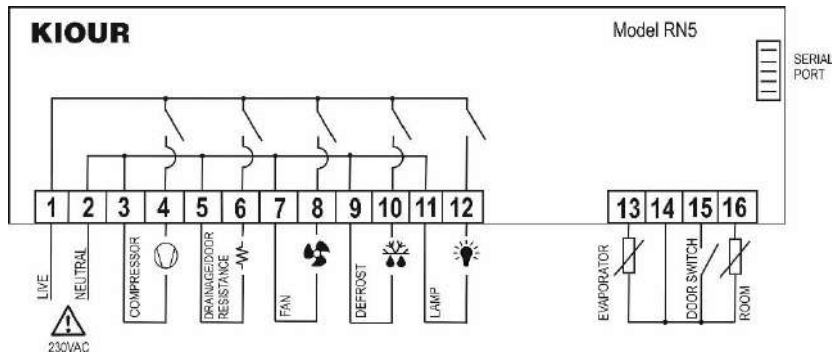 KIOUR
Model RN5
SERIAL
PORT
1 2 3 4 5 6 7 8 9 10 11 12
13 14 15 16
LIVE
NEUTRAL
COMPRESSOR
DRAINAGE/DOOR
RESISTANCE
FAN
DEFROST
LAMP
EVAPORATOR
DOOR SWITCH
ROOM
230VAC